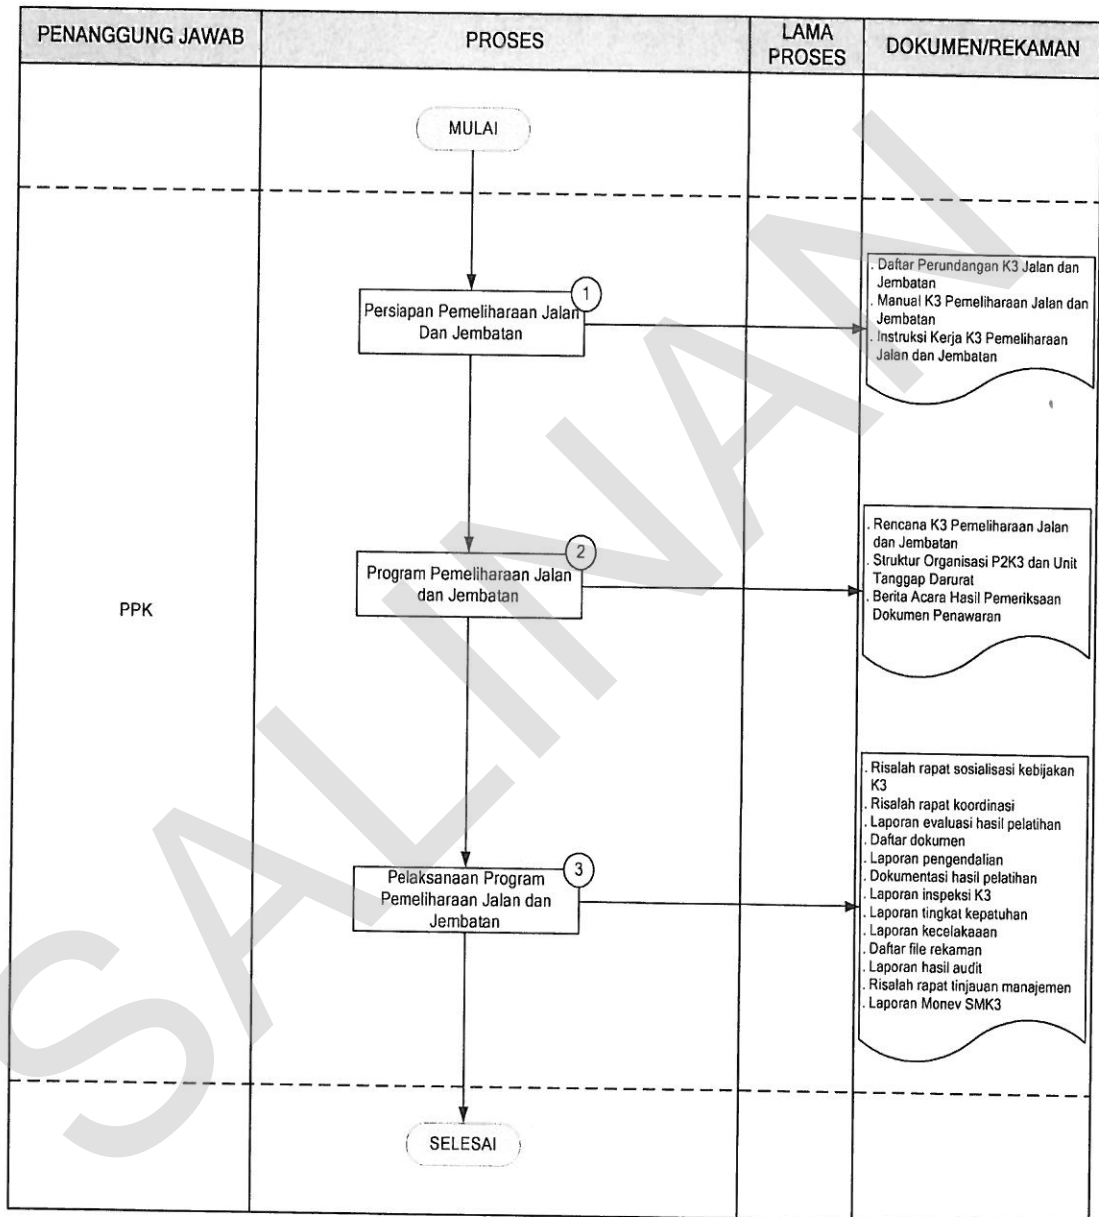 PENANGGUNG JAWAB
PROSES
LAMA
PROSES
DOKUMEN/REKAMAN
MULAI
1
Persiapan Pemeliharaan Jalan
Dan Jembatan
. Daftar Perundangan K3 Jalan dan
Jembatan
. Manual K3 Pemeliharaan Jalan dan
Jembatan
. Instruksi Kerja K3 Pemeliharaan
Jalan dan Jembatan
PPK
2
Program Pemeliharaan Jalan
dan Jembatan
. Rencana K3 Pemeliharaan Jalan
dan Jembatan
. Struktur Organisasi P2K3 dan Unit
Tanggap Darurat
. Berita Acara Hasil Pemeriksaan
Dokumen Penawaran
3
Pelaksanaan Program
Pemeliharaan Jalan dan
Jembatan
. Risalah rapat sosialisasi kebijakan
K3
. Risalah rapat koordinasi
. Laporan evaluasi hasil pelatihan
. Daftar dokumen
. Laporan pengendalian
. Dokumentasi hasil pelatihan
. Laporan inspeksi K3
. Laporan tingkat kepatuhan
. Laporan kecelakaaan
. Daftar file rekaman
. Laporan hasil audit
. Risalah rapat tinjauan manajemen
. Laporan Monev SMK3
SELESAI
SALINAN